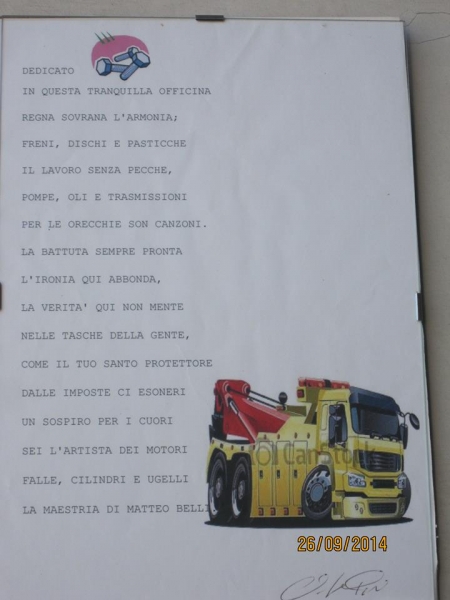 DEDICATO
IN QUESTA TRANQUILLA OFFICINA
REGNA SOVRANA L'ARMONIA;
FRENI, DISCHI E PASTICCHE
IL LAVORO SENZA PECCHE,
POMPE, OLI E TRASMISSIONI
PER LE ORECCHIE SON CANZONI.
LA BATTUTA SEMPRE PRONTA
L'IRONIA QUI ABBONDA,
LA VERITA' QUI NON MENTE
NELLE TASCHE DELLA GENTE,
COME IL TUO SANTO PROTETTORE
DALLE IMPOSTE CI ESONERI
UN SOSPIRO PER I CUORI
SEI L'ARTISTA DEI MOTORI
FALLE, CILINDRI E UGELLI
LA MAESTRIA DI MATTEO BELLI
CanStock
26/09/2014